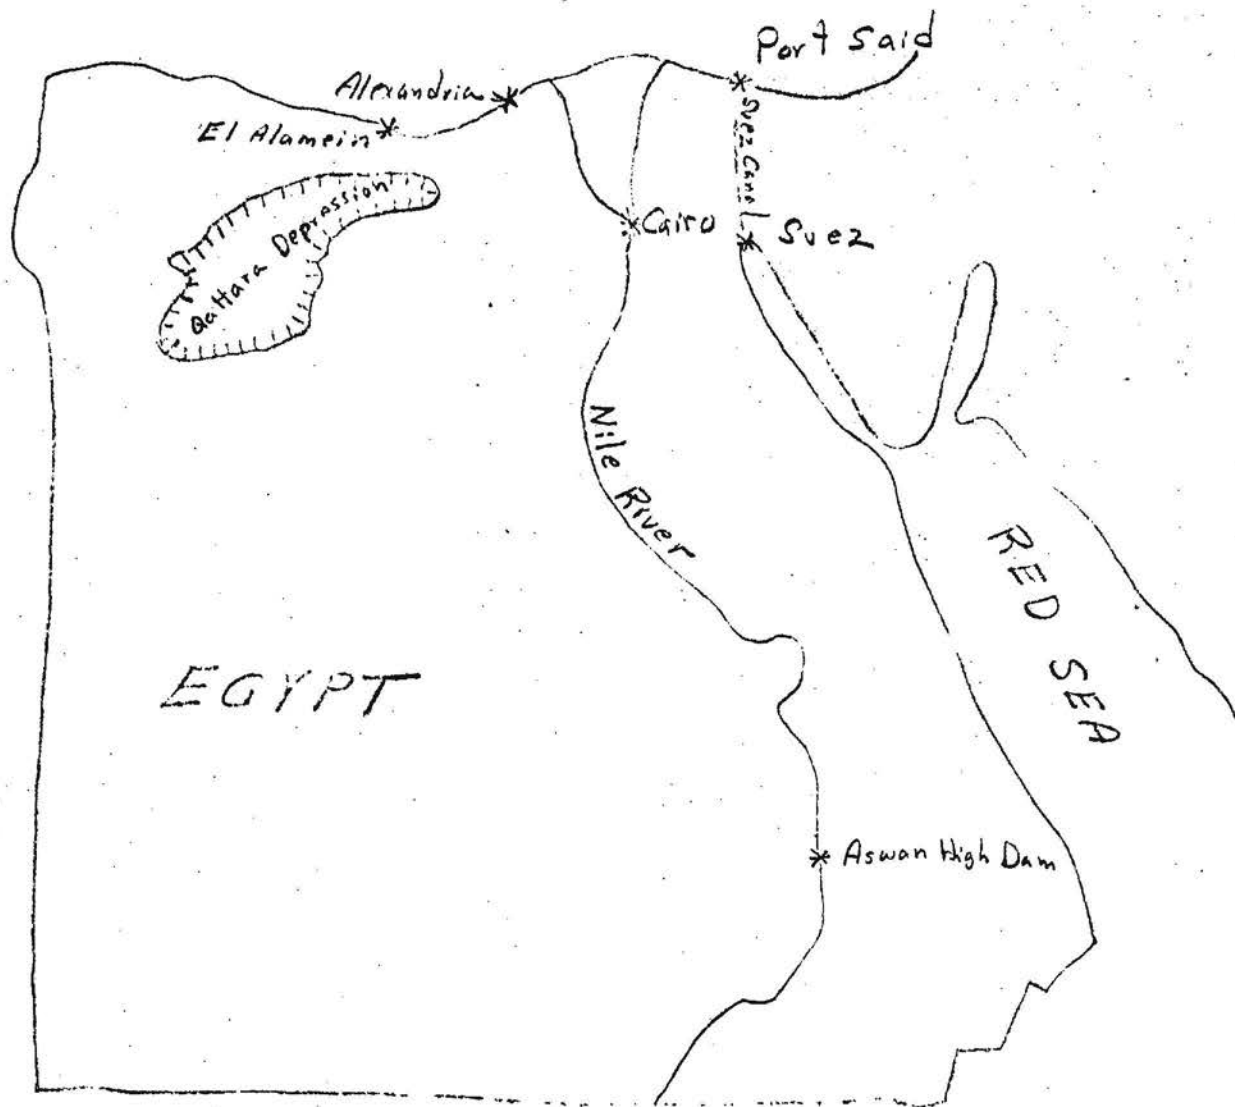 Port Said
Alexandria
El Alamein
Suez Canal
Qattara Depression
Cairo
Suez
Nile River
RED SEA
EGYPT
Aswan High Dam